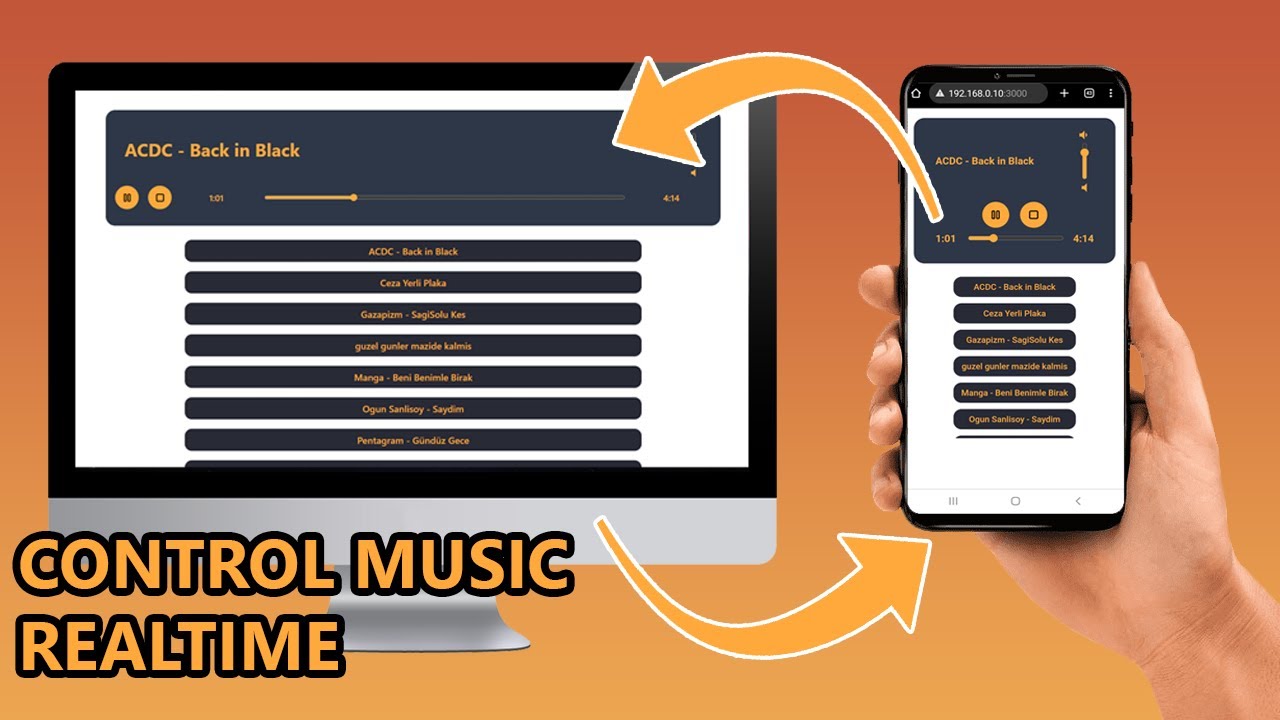 ACDC - Back in Black
1:01
4:14
ACDC - Back in Black
Ceza Yerli Plaka
Gazapizm - SagiSolu Kes
guzel gunler mazide kalmis
Manga - Beni Benimle Birak
Ogun Sanlisoy - Saydim
Pentagram - Gündüz Gece
192.168.0.10:3000
43
ACDC - Back in Black
1:01
4:14
ACDC - Back in Black
Ceza Yerli Plaka
Gazapizm - SagiSolu Kes
guzel gunler mazide kalmis
Manga - Beni Benimle Birak
Ogun Sanlisoy - Saydim
CONTROL MUSIC
REALTIME